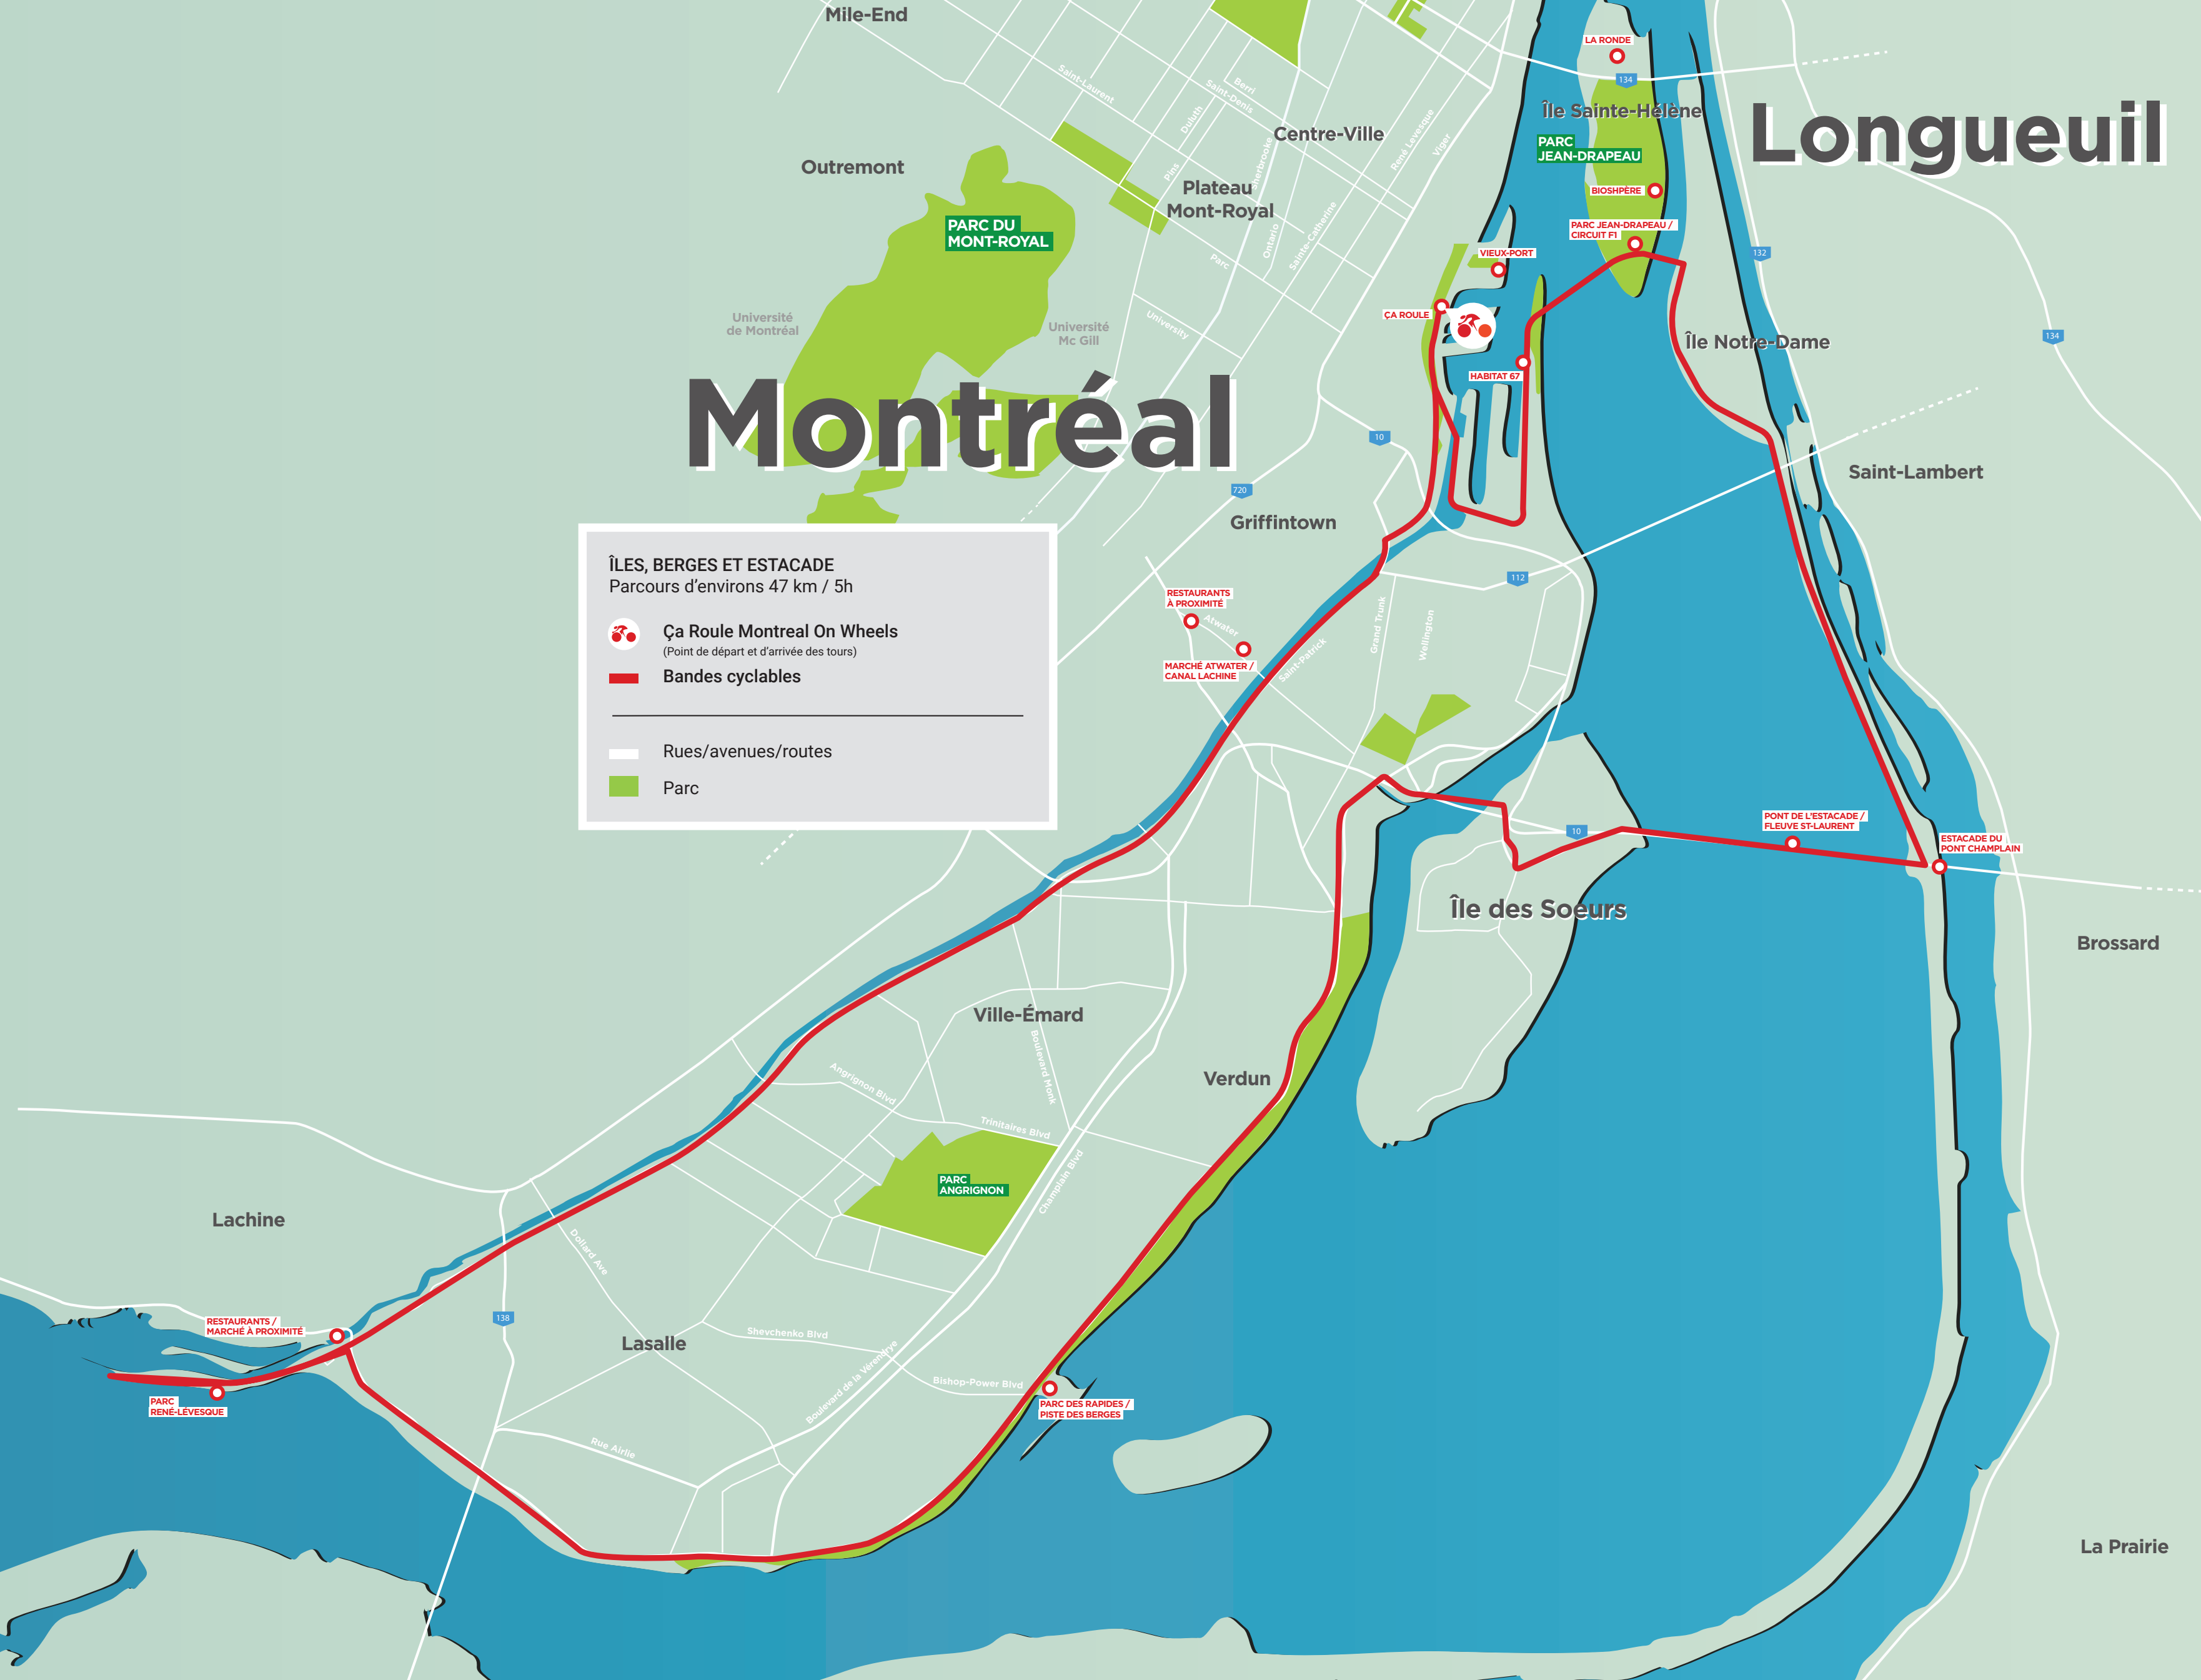 Mile-End
Saint-Laurent
Berri
Saint-Denis
Duluth
Pins
Centre-Ville
Sherbrooke
René Levesque
Viger
LA RONDE
134
Île Sainte-Hélène
PARC
JEAN-DRAPEAU
BIOSHPÈRE
PARC JEAN-DRAPEAU /
CIRCUIT F1
Longueuil
Outremont
PARC DU
MONT-ROYAL
Plateau
Mont-Royal
Ontario
Sainte-Catherine
Parc
VIEUX-PORT
132
Université
de Montréal
Université
Mc Gill
University
ÇA ROULE
HABITAT 67
Île Notre-Dame
134
Montréal
10
720
Griffintown
Saint-Lambert
112
ÎLES, BERGES ET ESTACADE
Parcours d’environs 47 km / 5h
Ça Roule Montreal On Wheels
(Point de départ et d’arrivée des tours)
Bandes cyclables
Rues/avenues/routes
Parc
RESTAURANTS
À PROXIMITÉ
Atwater
MARCHÉ ATWATER /
CANAL LACHINE
Saint-Patrick
Grand Trunk
Wellington
10
PONT DE L’ESTACADE /
FLEUVE ST-LAURENT
ESTACADE DU
PONT CHAMPLAIN
Île des Soeurs
Brossard
Ville-Émard
Boulevard Monk
Angrignon Blvd
Trinitaires Blvd
Verdun
PARC
ANGRIGNON
Champlain Blvd
Lachine
Dollard Ave
138
RESTAURANTS /
MARCHÉ À PROXIMITÉ
Lasalle
Shevchenko Blvd
Boulevard de la Vérendrye
Bishop-Power Blvd
PARC DES RAPIDES /
PISTE DES BERGES
PARC
RENÉ-LÉVESQUE
Rue Airlie
La Prairie